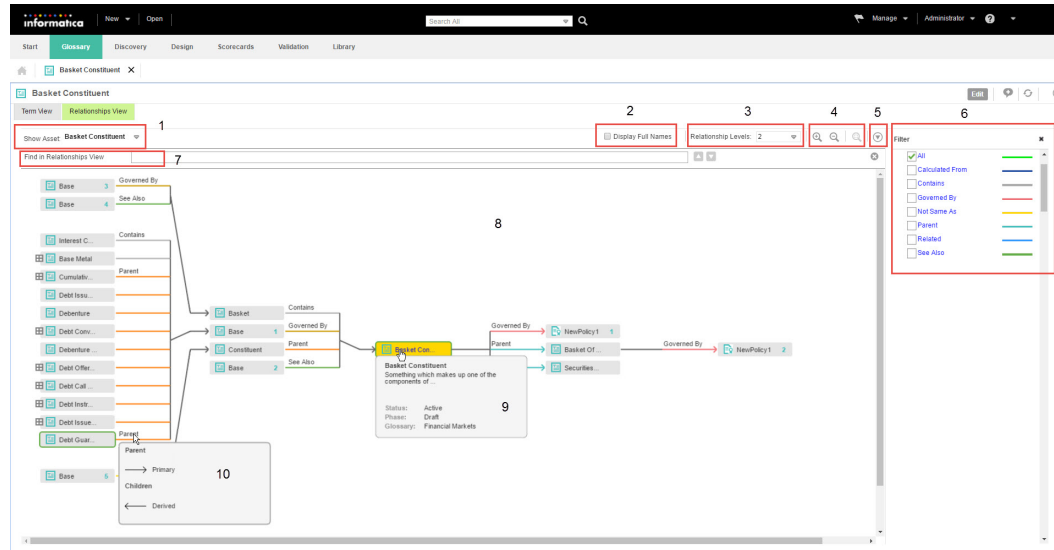 informatica New Open Search All Manage Administrator ?
Start Glossary Discovery Design Scorecards Validation Library
Basket Constituent X
Basket Constituent Edit
Term View Relationships View
1 2 3 4 5 6
Show Asset: Basket Constituent Display Full Names Relationship Levels: 2 Filter
Find in Relationships View 7
All
Calculated From
Contains
Governed By
Not Same As
Parent
Related
See Also
Base 3 Governed By
Base 4 See Also
8
Interest C... Contains
Base Metal
Cumulativ... Parent
Debt Issu...
Debenture
Debt Conv...
Debenture ...
Debt Offer...
Debt Call ...
Debt Instr...
Debt Issue...
Debt Guar... Parent
Base 5
Basket Contains
Base 1 Governed By
Constituent Parent
Base 2 See Also
Basket Con...
Governed By NewPolicy1 1
Parent Basket Of...
Securities...
Governed By NewPolicy1 2
Basket Constituent
Something which makes up one of the
components of ...
Status: Active
Phase: Draft
Glossary: Financial Markets
9
Parent
Primary
Children
Derived
10